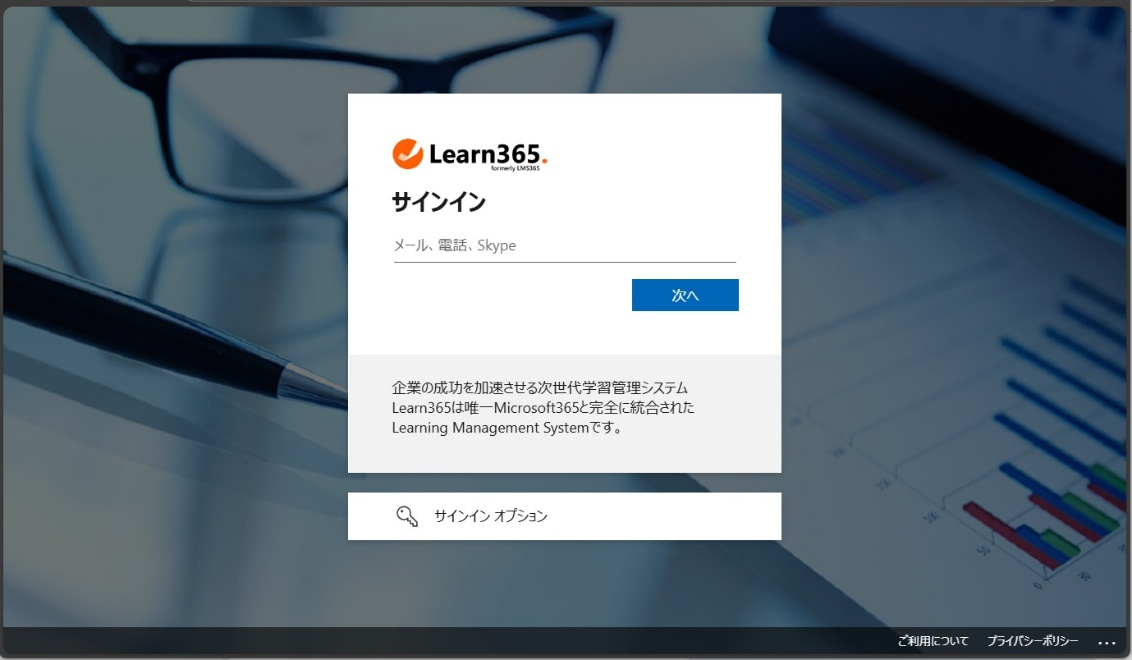 Learn365.
formerly LMS365
サインイン
メール、電話、Skype
次へ
企業の成功を加速させる次世代学習管理システム
Learn365は唯一Microsoft365と完全に統合された
Learning Management Systemです。
サインイン オプション
200
150
100
50
0
ご利用について
プライバシーポリシー
...